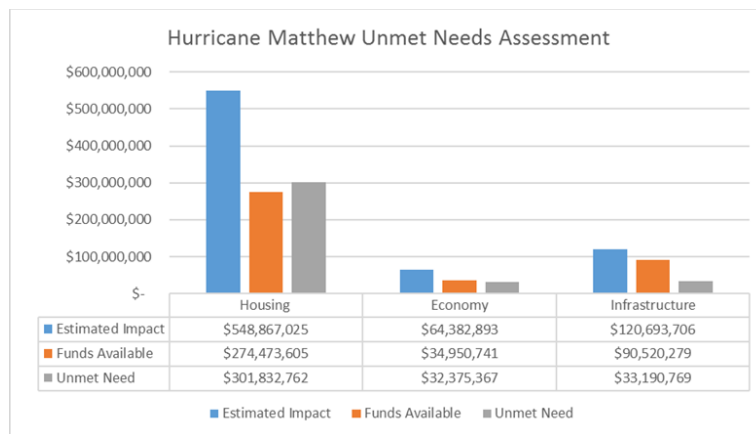 Hurricane Matthew Unmet Needs Assessment
$600,000,000
$500,000,000
$400,000,000
$300,000,000
$200,000,000
$100,000,000
$-
Housing Economy Infrastructure
Estimated Impact $548,867,025 $64,382,893 $120,693,706
Funds Available $274,473,605 $34,950,741 $90,520,279
Unmet Need $301,832,762 $32,375,367 $33,190,769
Estimated Impact Funds Available Unmet Need